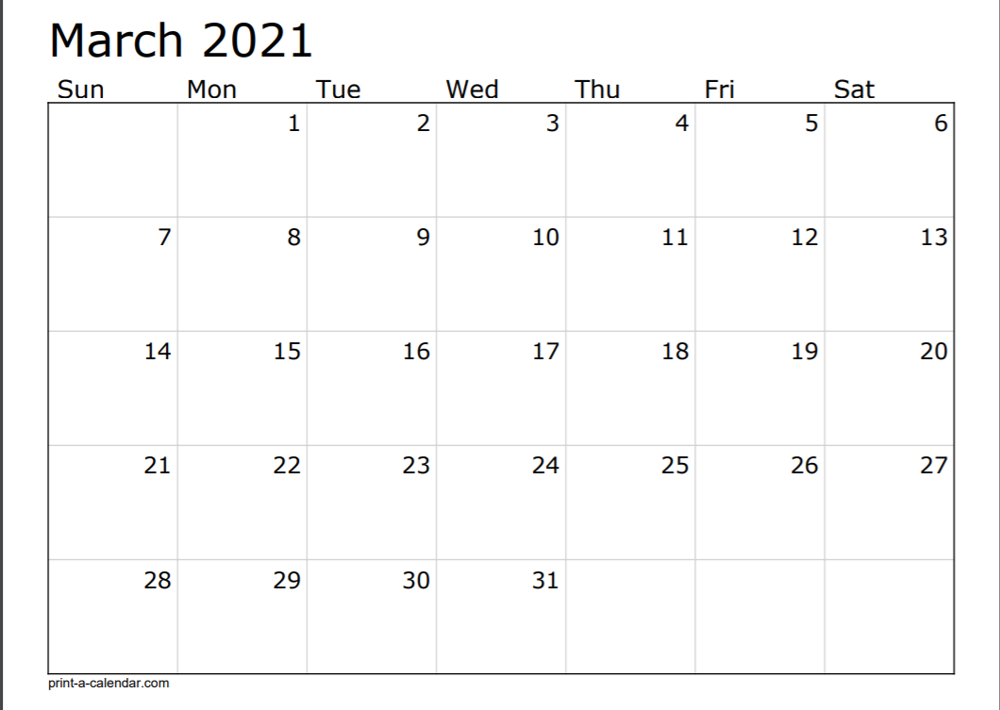 March 2021
Sun Mon Tue Wed Thu Fri Sat
1 2 3 4 5 6
7 8 9 10 11 12 13
14 15 16 17 18 19 20
21 22 23 24 25 26 27
28 29 30 31
print-a-calendar.com